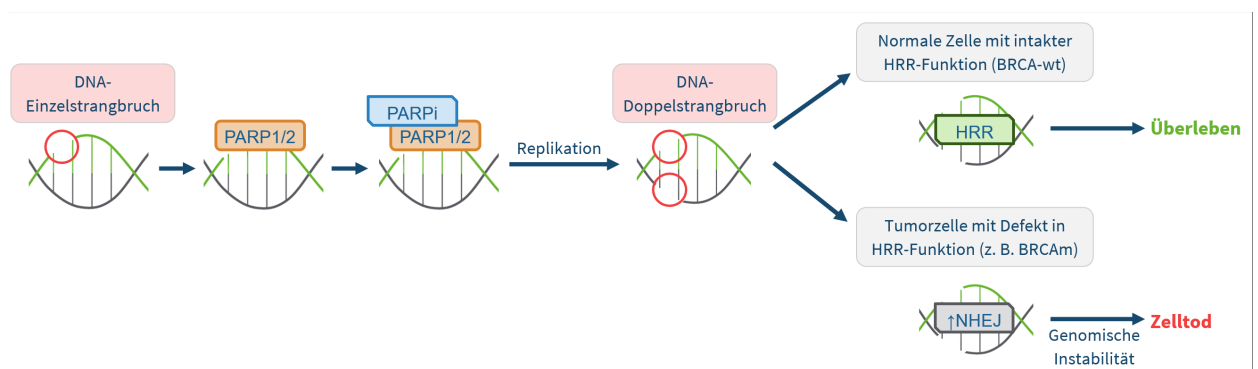 DNA-
Einzelstrangbruch
PARP1/2
PARPi
PARP1/2
Replikation
DNA-
Doppelstrangbruch
Normale Zelle mit intakter
HRR-Funktion (BRCA-wt)
HRR
Überleben
Tumorzelle mit Defekt in
HRR-Funktion (z. B. BRCAm)
↑NHEJ
Genomische
Instabilität
Zelltod